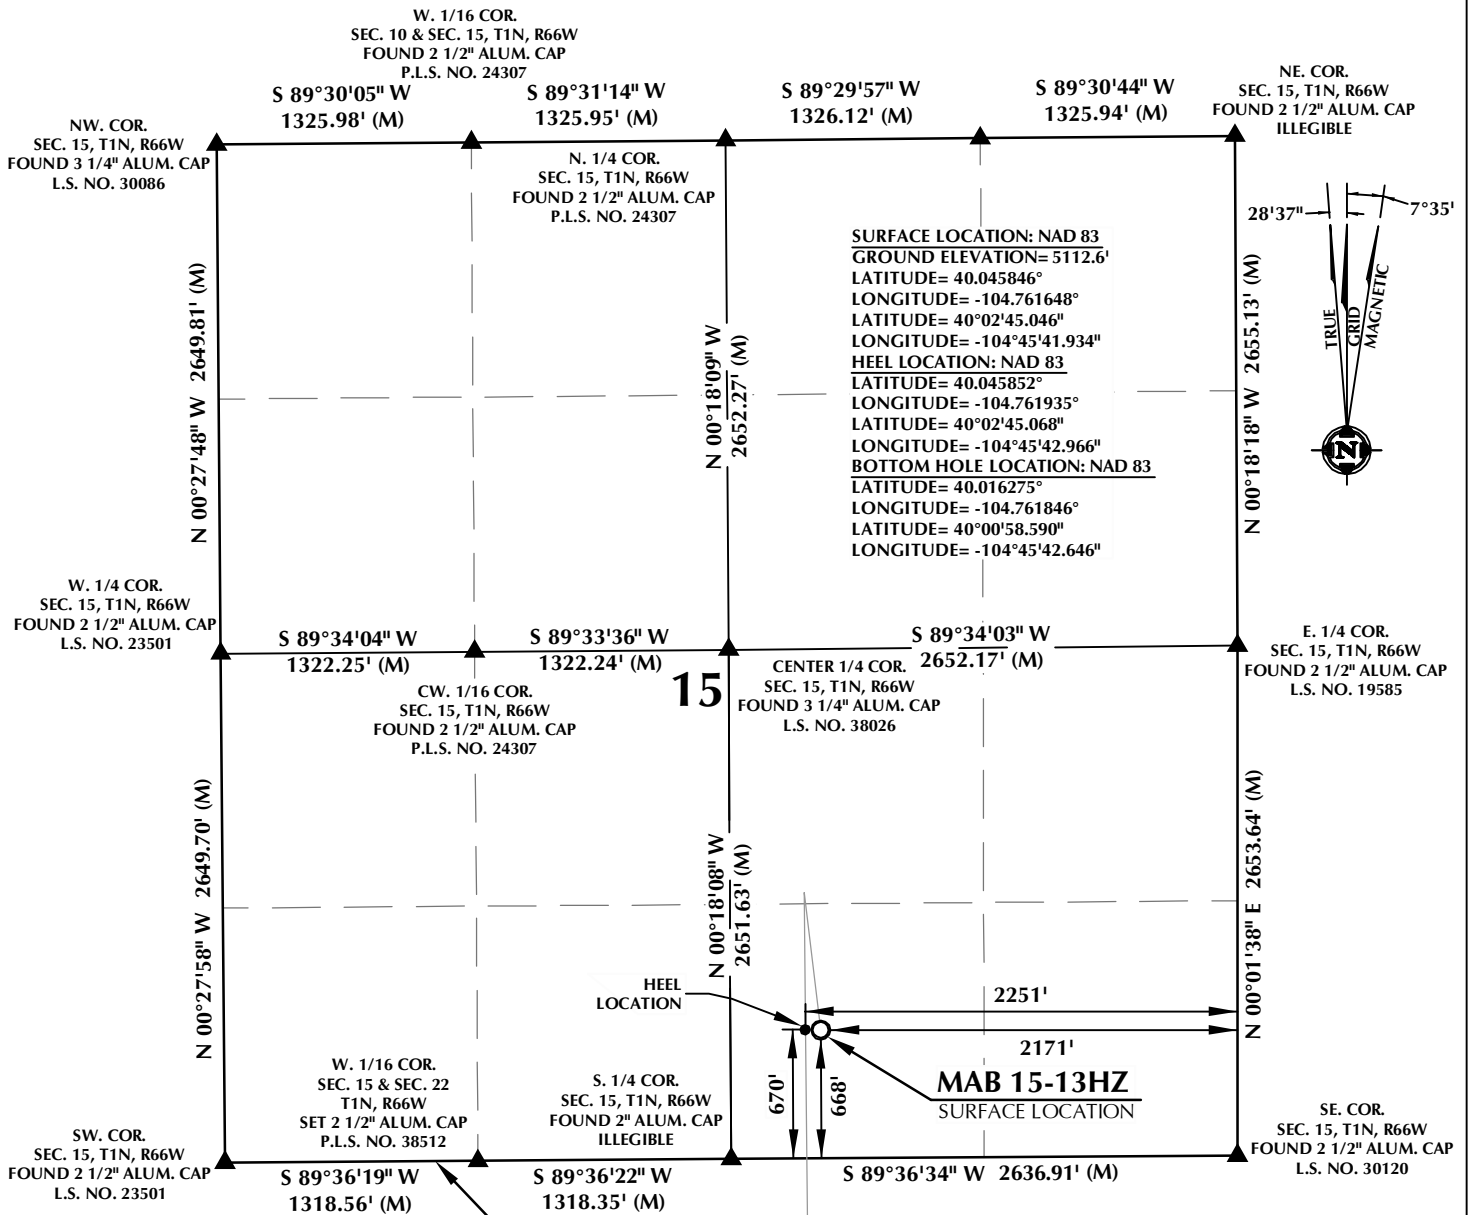 W. 1/16 COR.
SEC. 10 & SEC. 15, T1N, R66W
FOUND 2 1/2" ALUM. CAP
P.L.S. NO. 24307
S 89°30'05" W
1325.98' (M)
S 89°31'14" W
1325.95' (M)
S 89°29'57" W
1326.12' (M)
S 89°30'44" W
1325.94' (M)
NE. COR.
SEC. 15, T1N, R66W
FOUND 2 1/2" ALUM. CAP
ILLEGIBLE
NW. COR.
SEC. 15, T1N, R66W
FOUND 3 1/4" ALUM. CAP
L.S. NO. 30086
N. 1/4 COR.
SEC. 15, T1N, R66W
FOUND 2 1/2" ALUM. CAP
P.L.S. NO. 24307
28'37"
7°35'
TRUE
GRID
MAGNETIC
N
SURFACE LOCATION: NAD 83
GROUND ELEVATION= 5112.6'
LATITUDE= 40.045846°
LONGITUDE= -104.761648°
LATITUDE= 40°02'45.046"
LONGITUDE= -104°45'41.934"
HEEL LOCATION: NAD 83
LATITUDE= 40.045852°
LONGITUDE= -104.761935°
LATITUDE= 40°02'45.068"
LONGITUDE= -104°45'42.966"
BOTTOM HOLE LOCATION: NAD 83
LATITUDE= 40.016275°
LONGITUDE= -104.761846°
LATITUDE= 40°00'58.590"
LONGITUDE= -104°45'42.646"
N 00°27'48" W 2649.81' (M)
N 00°18'09" W
2652.27' (M)
N 00°18'18" W 2655.13' (M)
W. 1/4 COR.
SEC. 15, T1N, R66W
FOUND 2 1/2" ALUM. CAP
L.S. NO. 23501
S 89°34'04" W
1322.25' (M)
S 89°33'36" W
1322.24' (M)
S 89°34'03" W
2652.17' (M)
E. 1/4 COR.
SEC. 15, T1N, R66W
FOUND 2 1/2" ALUM. CAP
L.S. NO. 19585
CW. 1/16 COR.
SEC. 15, T1N, R66W
FOUND 2 1/2" ALUM. CAP
P.L.S. NO. 24307
15
CENTER 1/4 COR.
SEC. 15, T1N, R66W
FOUND 3 1/4" ALUM. CAP
L.S. NO. 38026
N 00°27'58" W 2649.70' (M)
N 00°18'08" W
2651.63' (M)
N 00°01'38" E 2653.64' (M)
HEEL
LOCATION
2251'
2171'
670'
668'
MAB 15-13HZ
SURFACE LOCATION
W. 1/16 COR.
SEC. 15 & SEC. 22
T1N, R66W
SET 2 1/2" ALUM. CAP
P.L.S. NO. 38512
S. 1/4 COR.
SEC. 15, T1N, R66W
FOUND 2" ALUM. CAP
ILLEGIBLE
SW. COR.
SEC. 15, T1N, R66W
FOUND 2 1/2" ALUM. CAP
L.S. NO. 23501
SE. COR.
SEC. 15, T1N, R66W
FOUND 2 1/2" ALUM. CAP
L.S. NO. 30120
S 89°36'19" W
1318.56' (M)
S 89°36'22" W
1318.35' (M)
S 89°36'34" W 2636.91' (M)